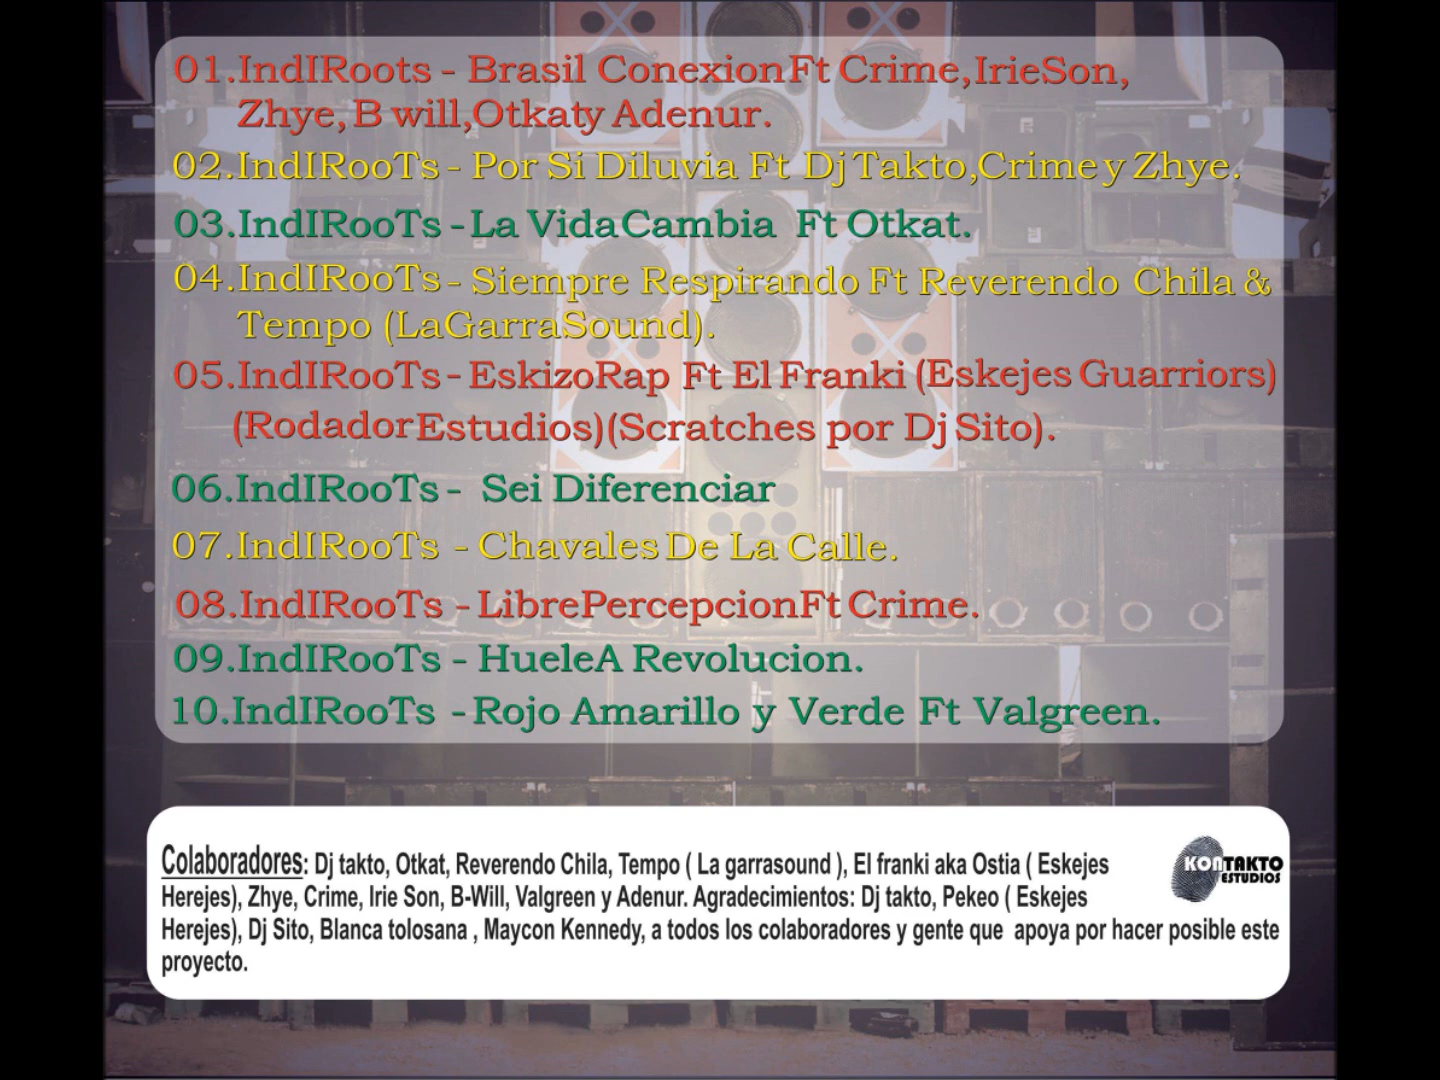 01.IndIRoots - Brasil Conexion Ft Crime,IrieSon,
Zhye, B will,Otkaty Adenur.
02.IndIRooTs - Por Si Diluvia Ft Dj Takto,Crime y Zhye.
03.IndIRooTs - La Vida Cambia Ft Otkat.
04.IndIRooTs - Siempre Respirando Ft Reverendo Chila &
Tempo (LaGarraSound).
05.IndIRooTs - EskizoRap Ft El Franki (Eskejes Guarriors)
(Rodador Estudios)(Scratches por Dj Sito).
06.IndIRooTs - Sei Diferenciar
07.IndIRooTs - Chavales De La Calle.
08.IndIRooTs - Libre Percepcion Ft Crime.
09.IndIRooTs - Huele A Revolucion.
10.IndIRooTs - Rojo Amarillo y Verde Ft Valgreen.
Colaboradores: Dj takto, Otkat, Reverendo Chila, Tempo ( La garrasound ), El franki aka Ostia ( Eskejes
Herejes), Zhye, Crime, Irie Son, B-Will, Valgreen y Adenur. Agradecimientos: Dj takto, Pekeo ( Eskejes
Herejes), Dj Sito, Blanca tolosana , Maycon Kennedy, a todos los colaboradores y gente que apoya por hacer posible este
proyecto.
KONTAKTO
ESTUDIOS